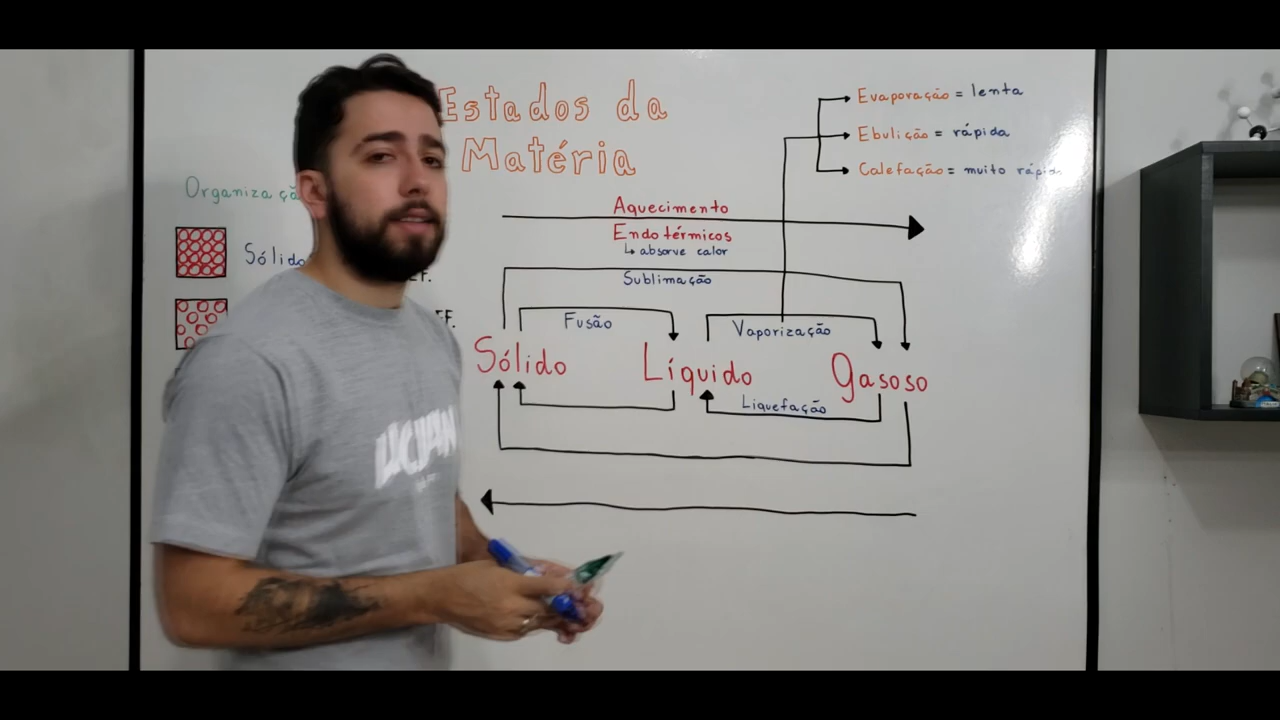 Estados da
Matéria
Evaporação = lenta
Ebulição = rápida
Calefação = muito
Organizaçã
Aquecimento
Endotérmicos
↳ absorve calor
Sólido
Sublimação
Fusão
Vaporização
Sólido Líquido Gasoso
Liquefação